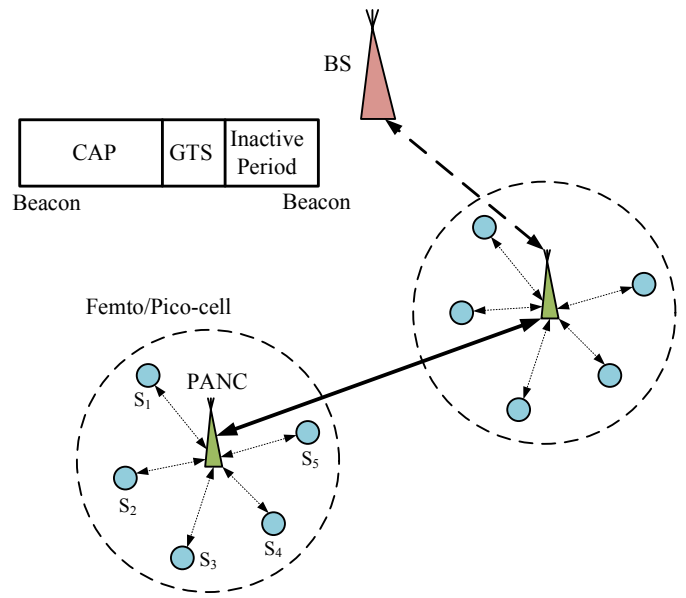 BS
CAP GTS Inactive
Period
Beacon Beacon
Femto/Pico-cell
PANC
S1
S5
S2
S4
S3